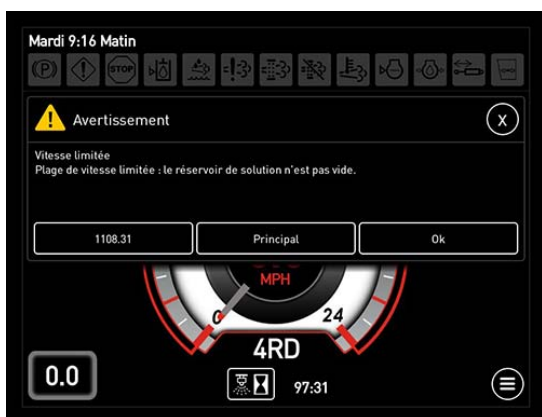 Mardi 9:16 Matin
(P) STOP
Avertissement
X
Vitesse limitée
Plage de vitesse limitée : le réservoir de solution n'est pas vide.
1108.31 Principal Ok
MPH
0 24
4RD
0.0 97:31